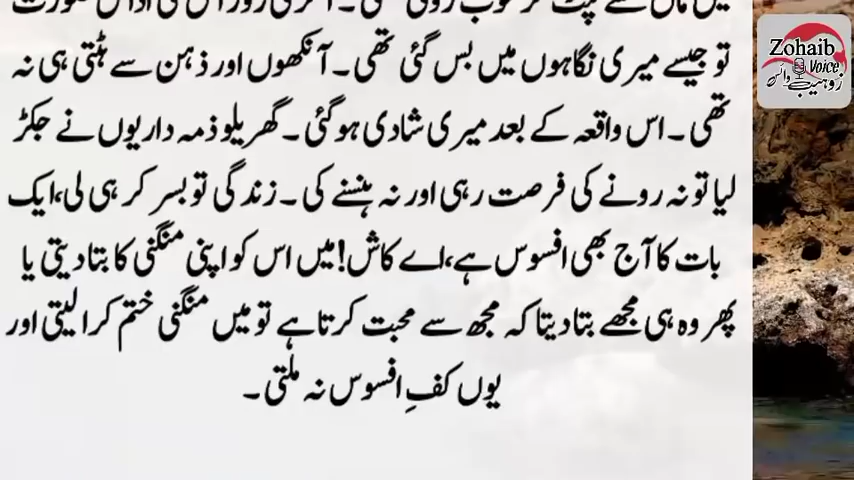 تو جیسے میری نگاہوں میں بس گئی تھی۔ آنکھوں اور ذہن سے ہٹتی ہی نہ
تھی۔ اس واقعہ کے بعد میری شادی ہو گئی۔ گھریلو ذمہ داریوں نے جکڑ
لیا تو نہ رونے کی فرصت رہی اور نہ ہنسنے کی۔ زندگی تو بسر کر ہی لی، ایک
بات کا آج بھی افسوس ہے، اے کاش! میں اس کو اپنی منگنی کا بتا دیتی یا
پھر وہ ہی مجھے بتا دیتا کہ مجھ سے محبت کرتا ہے تو میں منگنی ختم کرا لیتی اور
یوں کفِ افسوس نہ ملتی۔
Zohaib
Voice
زوہیب وائس